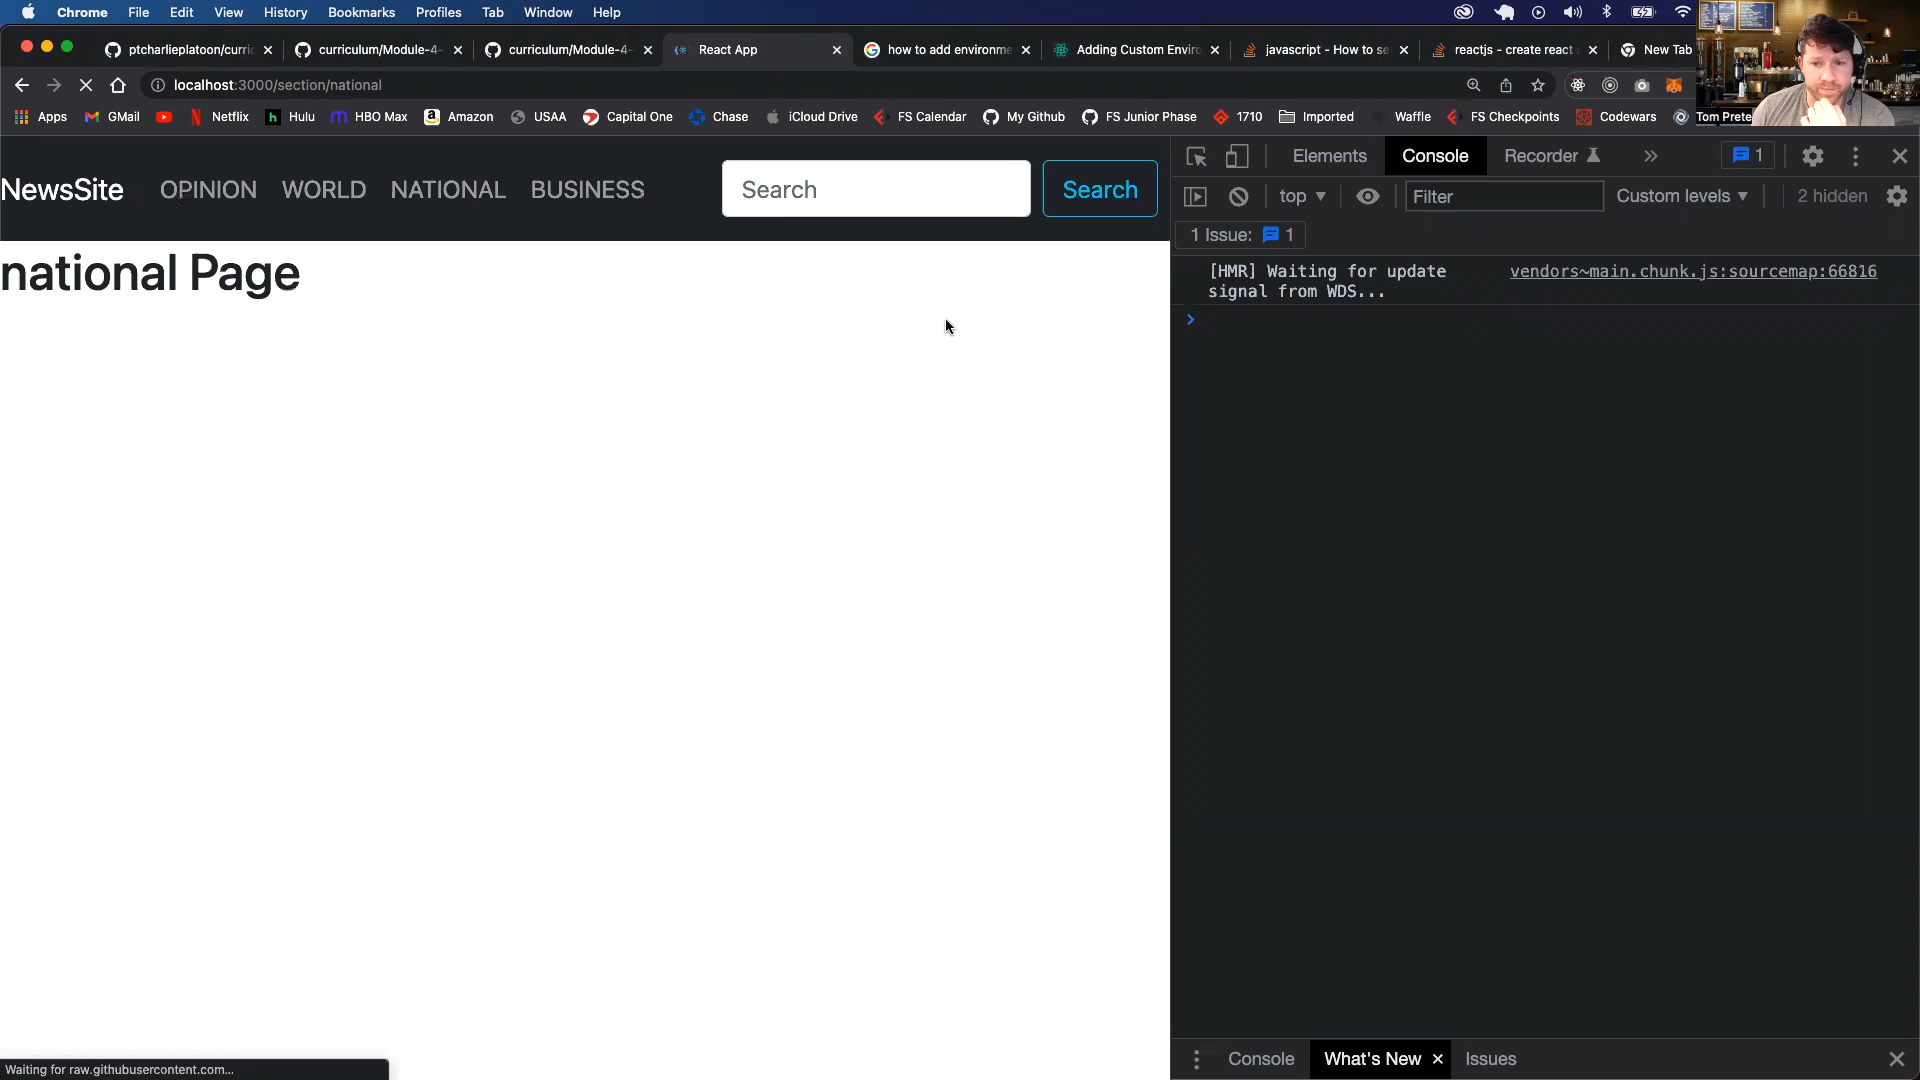 Chrome File Edit View History Bookmarks Profiles Tab Window Help
ptcharlieplatoon/curric
curriculum/Module-4-
curriculum/Module-4-
React App
how to add environme
Adding Custom Enviro
javascript - How to se
reactjs - create react
New Tab
localhost:3000/section/national
Apps GMail Netflix Hulu HBO Max Amazon USAA Capital One Chase iCloud Drive FS Calendar My Github FS Junior Phase 1710 Imported Waffle FS Checkpoints Codewars
Tom Prete
NewsSite OPINION WORLD NATIONAL BUSINESS Search Search
national Page
Elements Console Recorder 1
top Filter Custom levels 2 hidden
1 Issue: 1
[HMR] Waiting for update vendors~main.chunk.js:sourcemap:66816
signal from WDS...
Console What's New Issues
Waiting for raw.githubusercontent.com...